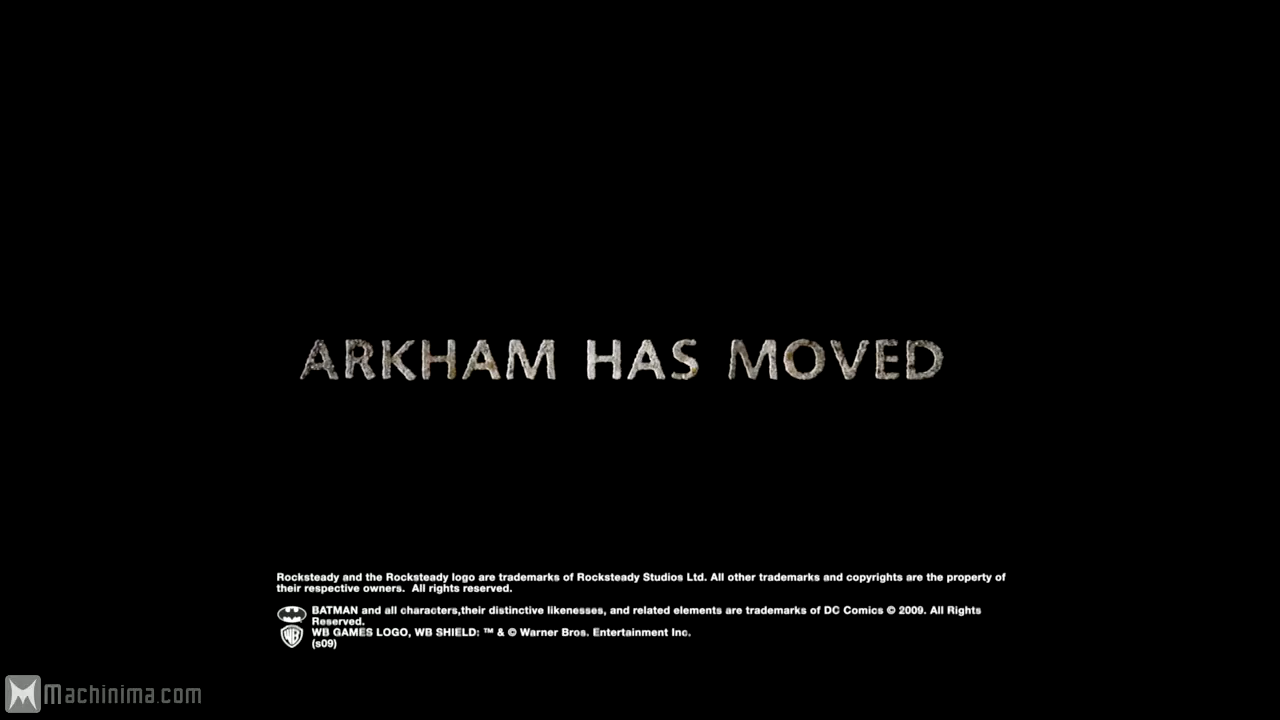 ARKHAM HAS MOVED
Rocksteady and the Rocksteady logo are trademarks of Rocksteady Studios Ltd. All other trademarks and copyrights are the property of
their respective owners.  All rights reserved.
BATMAN and all characters,their distinctive likenesses, and related elements are trademarks of DC Comics © 2009. All Rights
Reserved.
WB GAMES LOGO, WB SHIELD: ™ & © Warner Bros. Entertainment Inc.
(s09)
Machinima.com